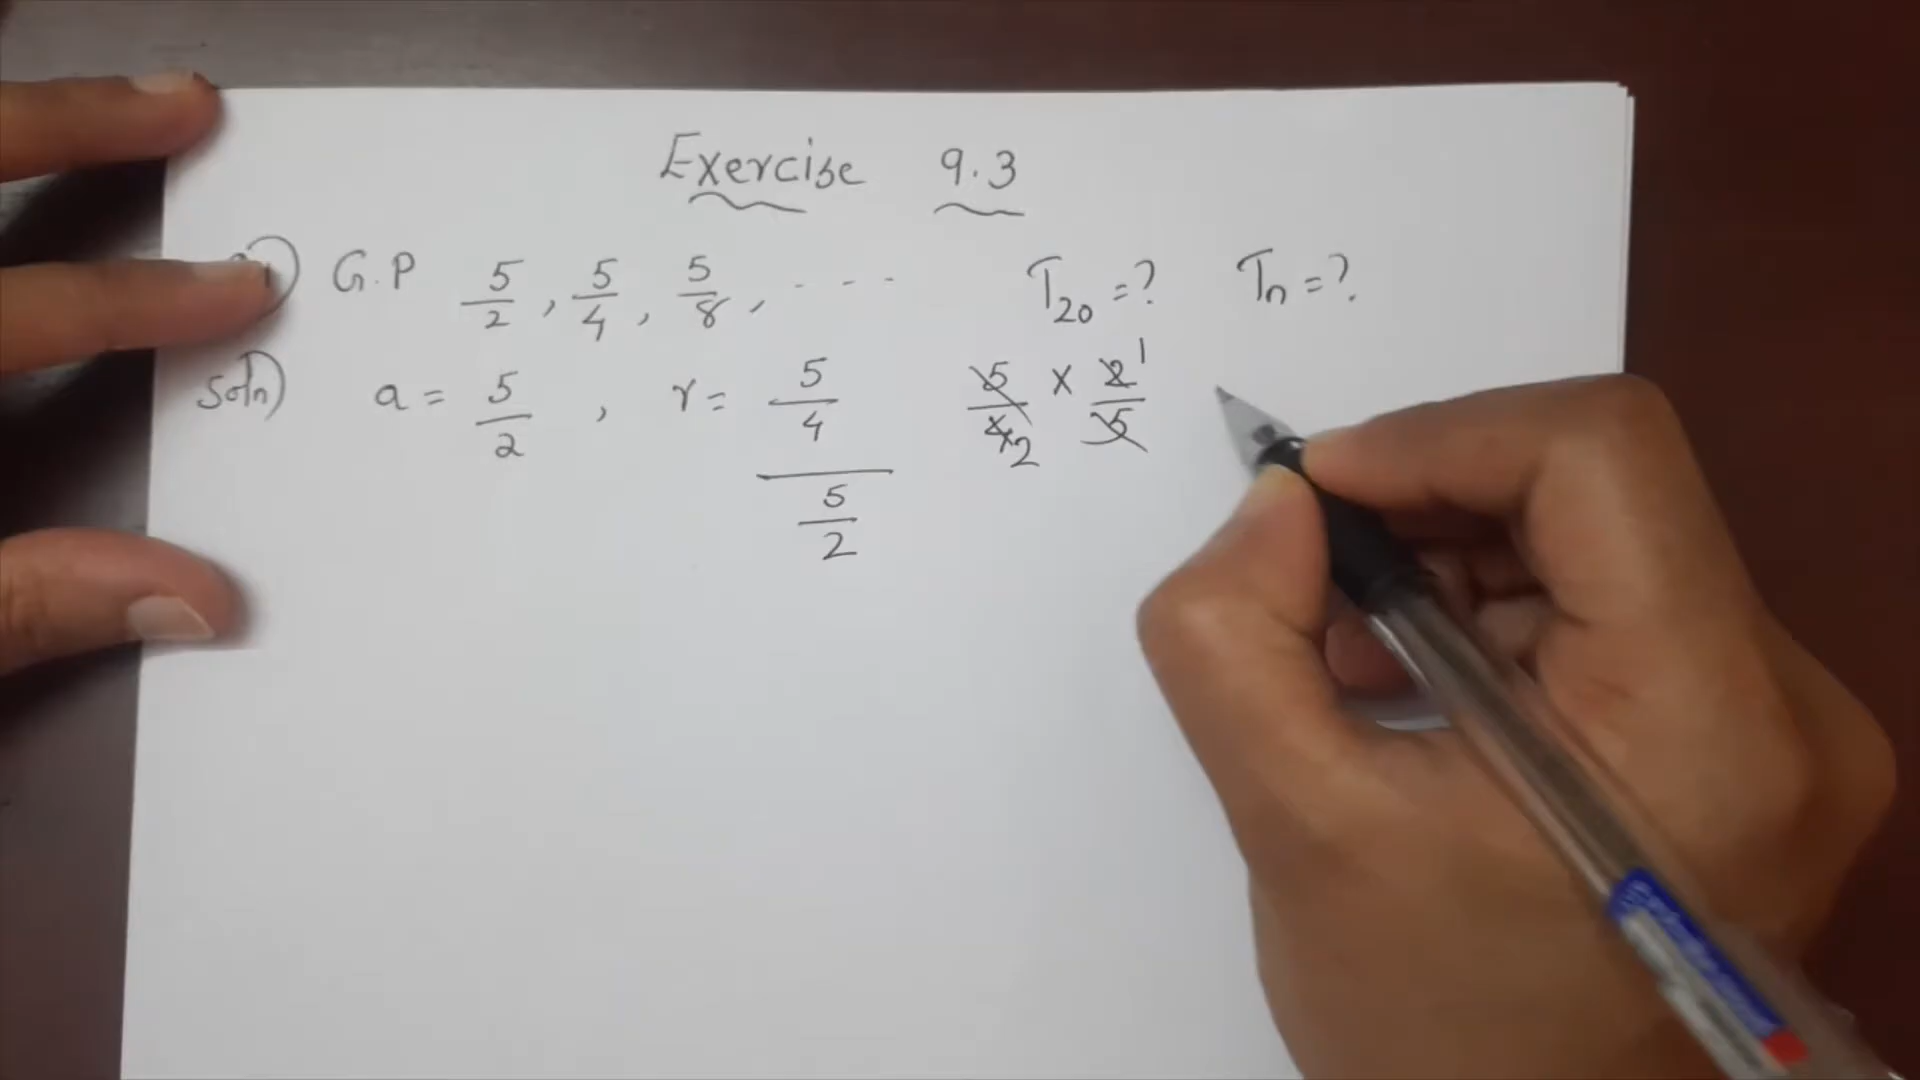 Exercise 9.3
G.P 5/2, 5/4, 5/8, - - - T20 = ? Tn = ?
Soln) a = 5/2 , r = 5/4 / 5/2 5/4 2 × 2 1/5